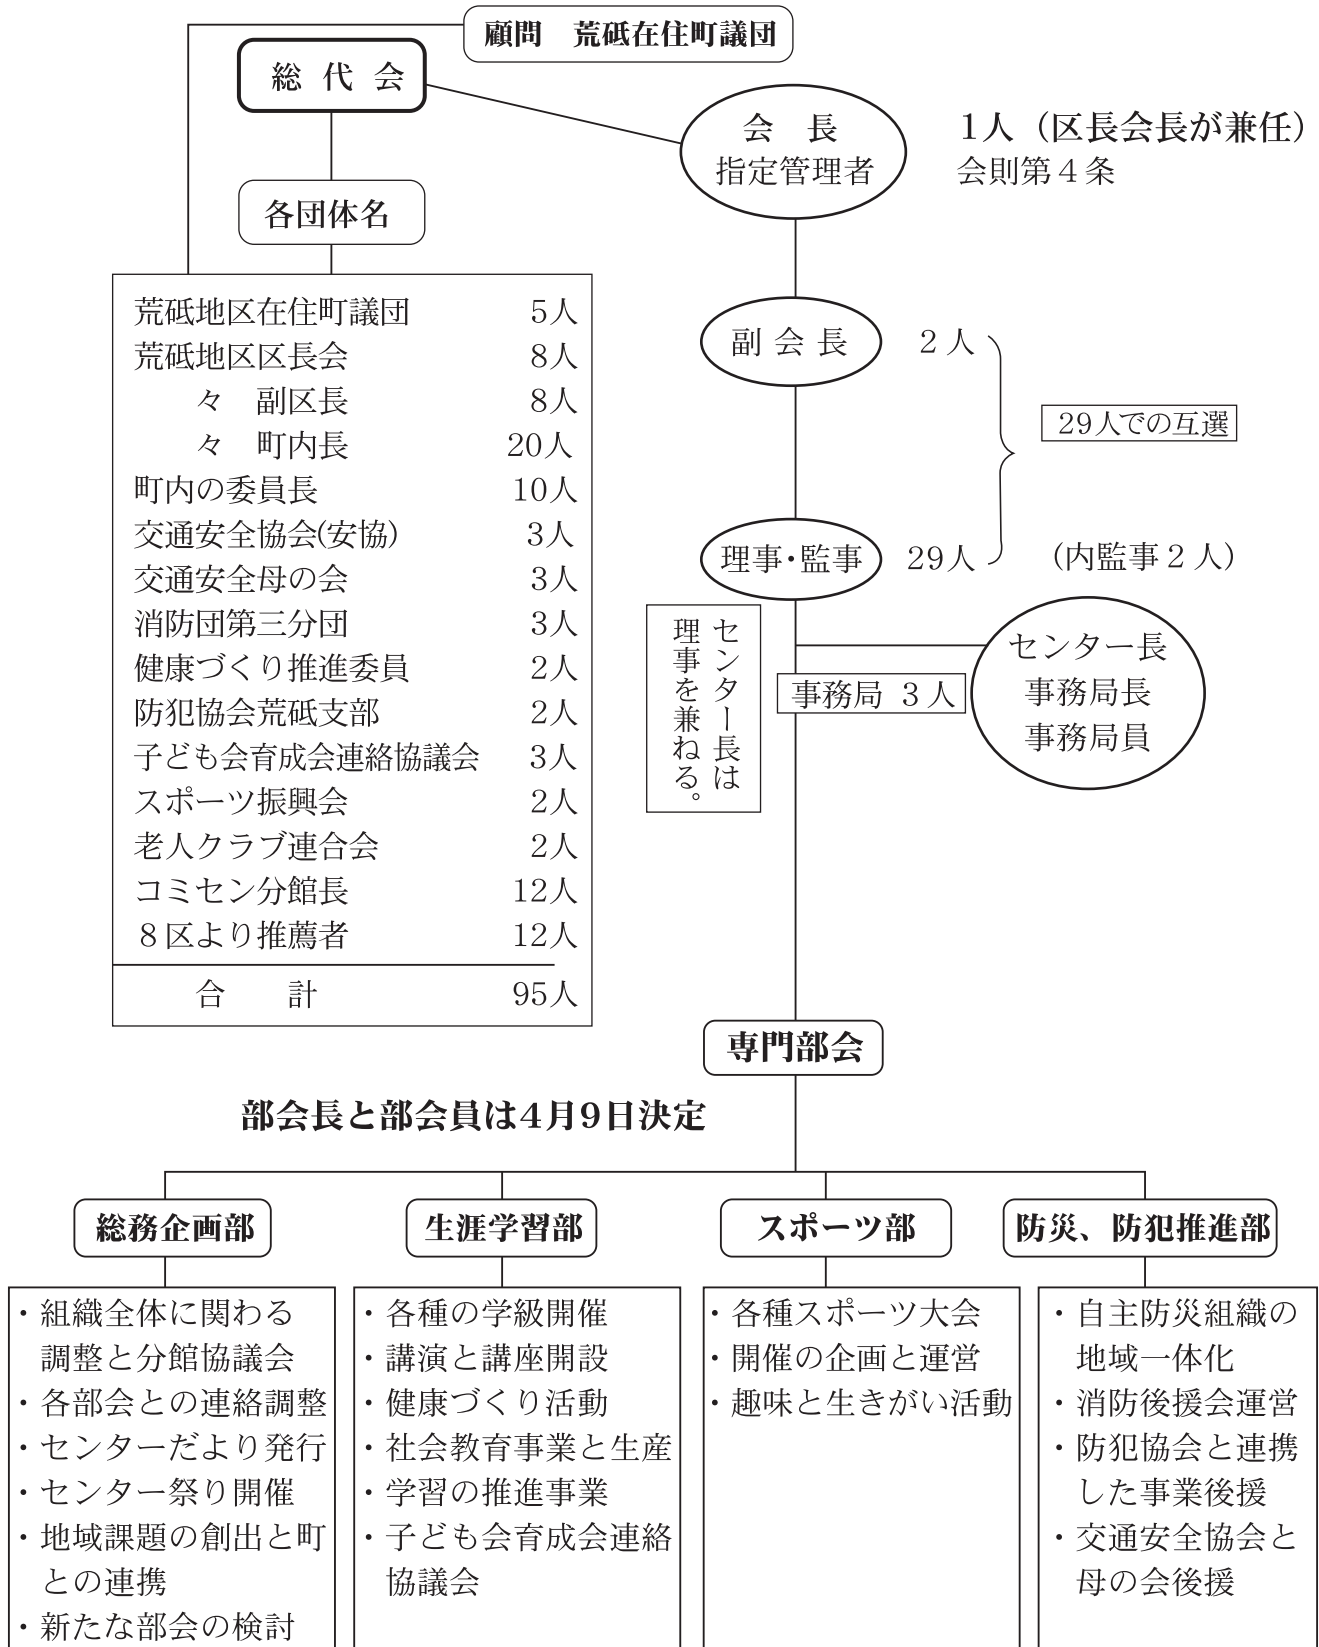 顧問　荒砥在住町議団
総代会
会　長
指定管理者
1人（区長会長が兼任）
会則第４条
各団体名
荒砥地区在住町議団　5人
荒砥地区区長会　8人
々　副区長　8人
々　町内長　20人
町内の委員長　10人
交通安全協会(安協)　3人
交通安全母の会　3人
消防団第三分団　3人
健康づくり推進委員　2人
防犯協会荒砥支部　2人
子ども会育成会連絡協議会　3人
スポーツ振興会　2人
老人クラブ連合会　2人
コミセン分館長　12人
８区より推薦者　12人
合　計　95人
副会長
２人
29人での互選
理事・監事
29人
（内監事２人）
センター長は
理事を兼ねる。
事務局　３人
センター長
事務局長
事務局員
専門部会
部会長と部会員は4月9日決定
総務企画部
・組織全体に関わる
調整と分館協議会
・各部会との連絡調整
・センターだより発行
・センター祭り開催
・地域課題の創出と町
との連携
・新たな部会の検討
生涯学習部
・各種の学級開催
・講演と講座開設
・健康づくり活動
・社会教育事業と生産
・学習の推進事業
・子ども会育成会連絡
協議会
スポーツ部
・各種スポーツ大会
・開催の企画と運営
・趣味と生きがい活動
防災、防犯推進部
・自主防災組織の
地域一体化
・消防後援会運営
・防犯協会と連携
した事業後援
・交通安全協会と
母の会後援